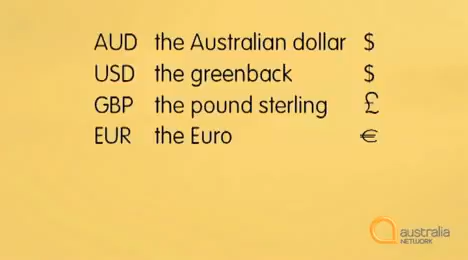 AUD the Australian dollar $
USD the greenback $
GBP the pound sterling £
EUR the Euro €
australia
NETWORK